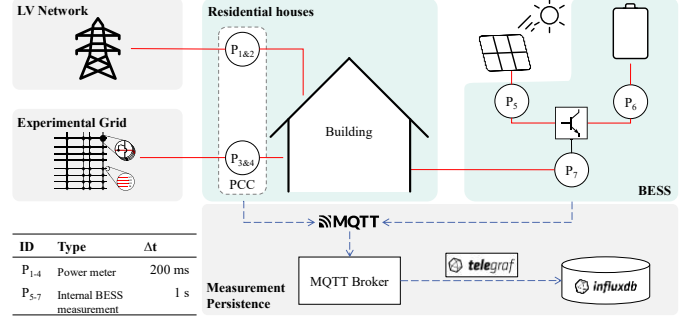 LV Network
Residential houses
P1&2
P5
P6
Experimental Grid
Building
P3&4
P7
PCC
BESS
MQTT
ID Type Δt
P1-4 Power meter 200 ms
P5-7 Internal BESS 1 s
measurement
MQTT Broker
telegraf
influxdb
Measurement
Persistence